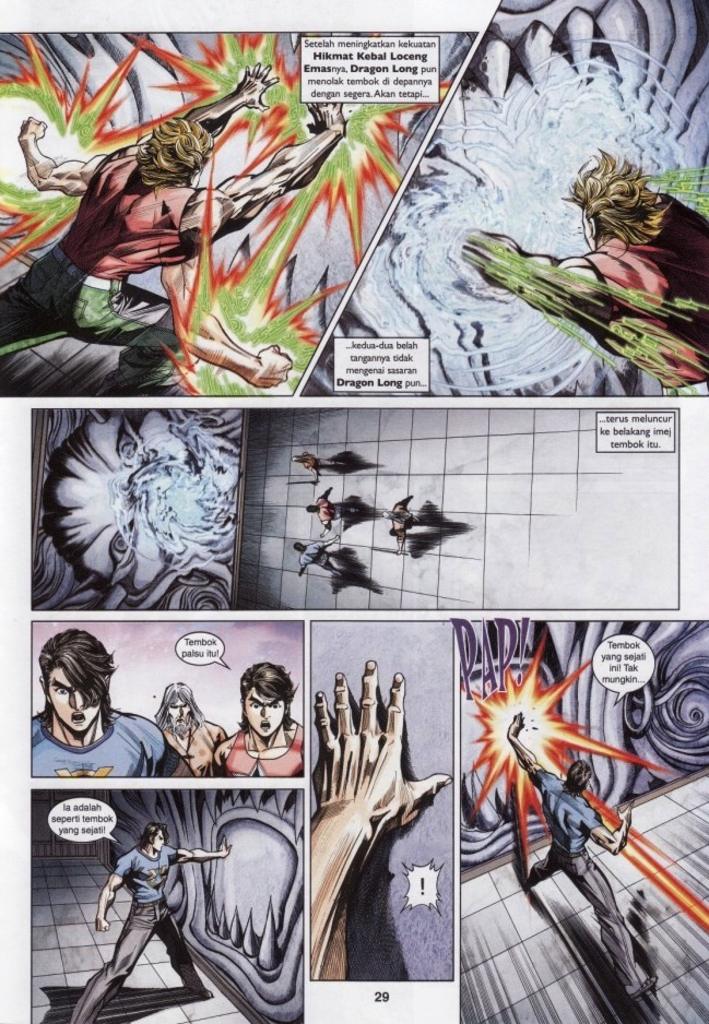 Setelah meningkatkan kekuatan
Hikmat Kebal Loceng
Emasnya, Dragon Long pun
menolak tembok di depannya
dengan segera. Akan tetapi...
...kedua-dua belah
tangannya tidak
mengenai sasaran
Dragon Long pun...
...terus meluncur
ke belakang imej
tembok itu.
Tembok
palsu itu!
Ia adalah
seperti tembok
yang sejati!
!
PAP!
Tembok
yang sejati
ini! Tak
mungkin...
29